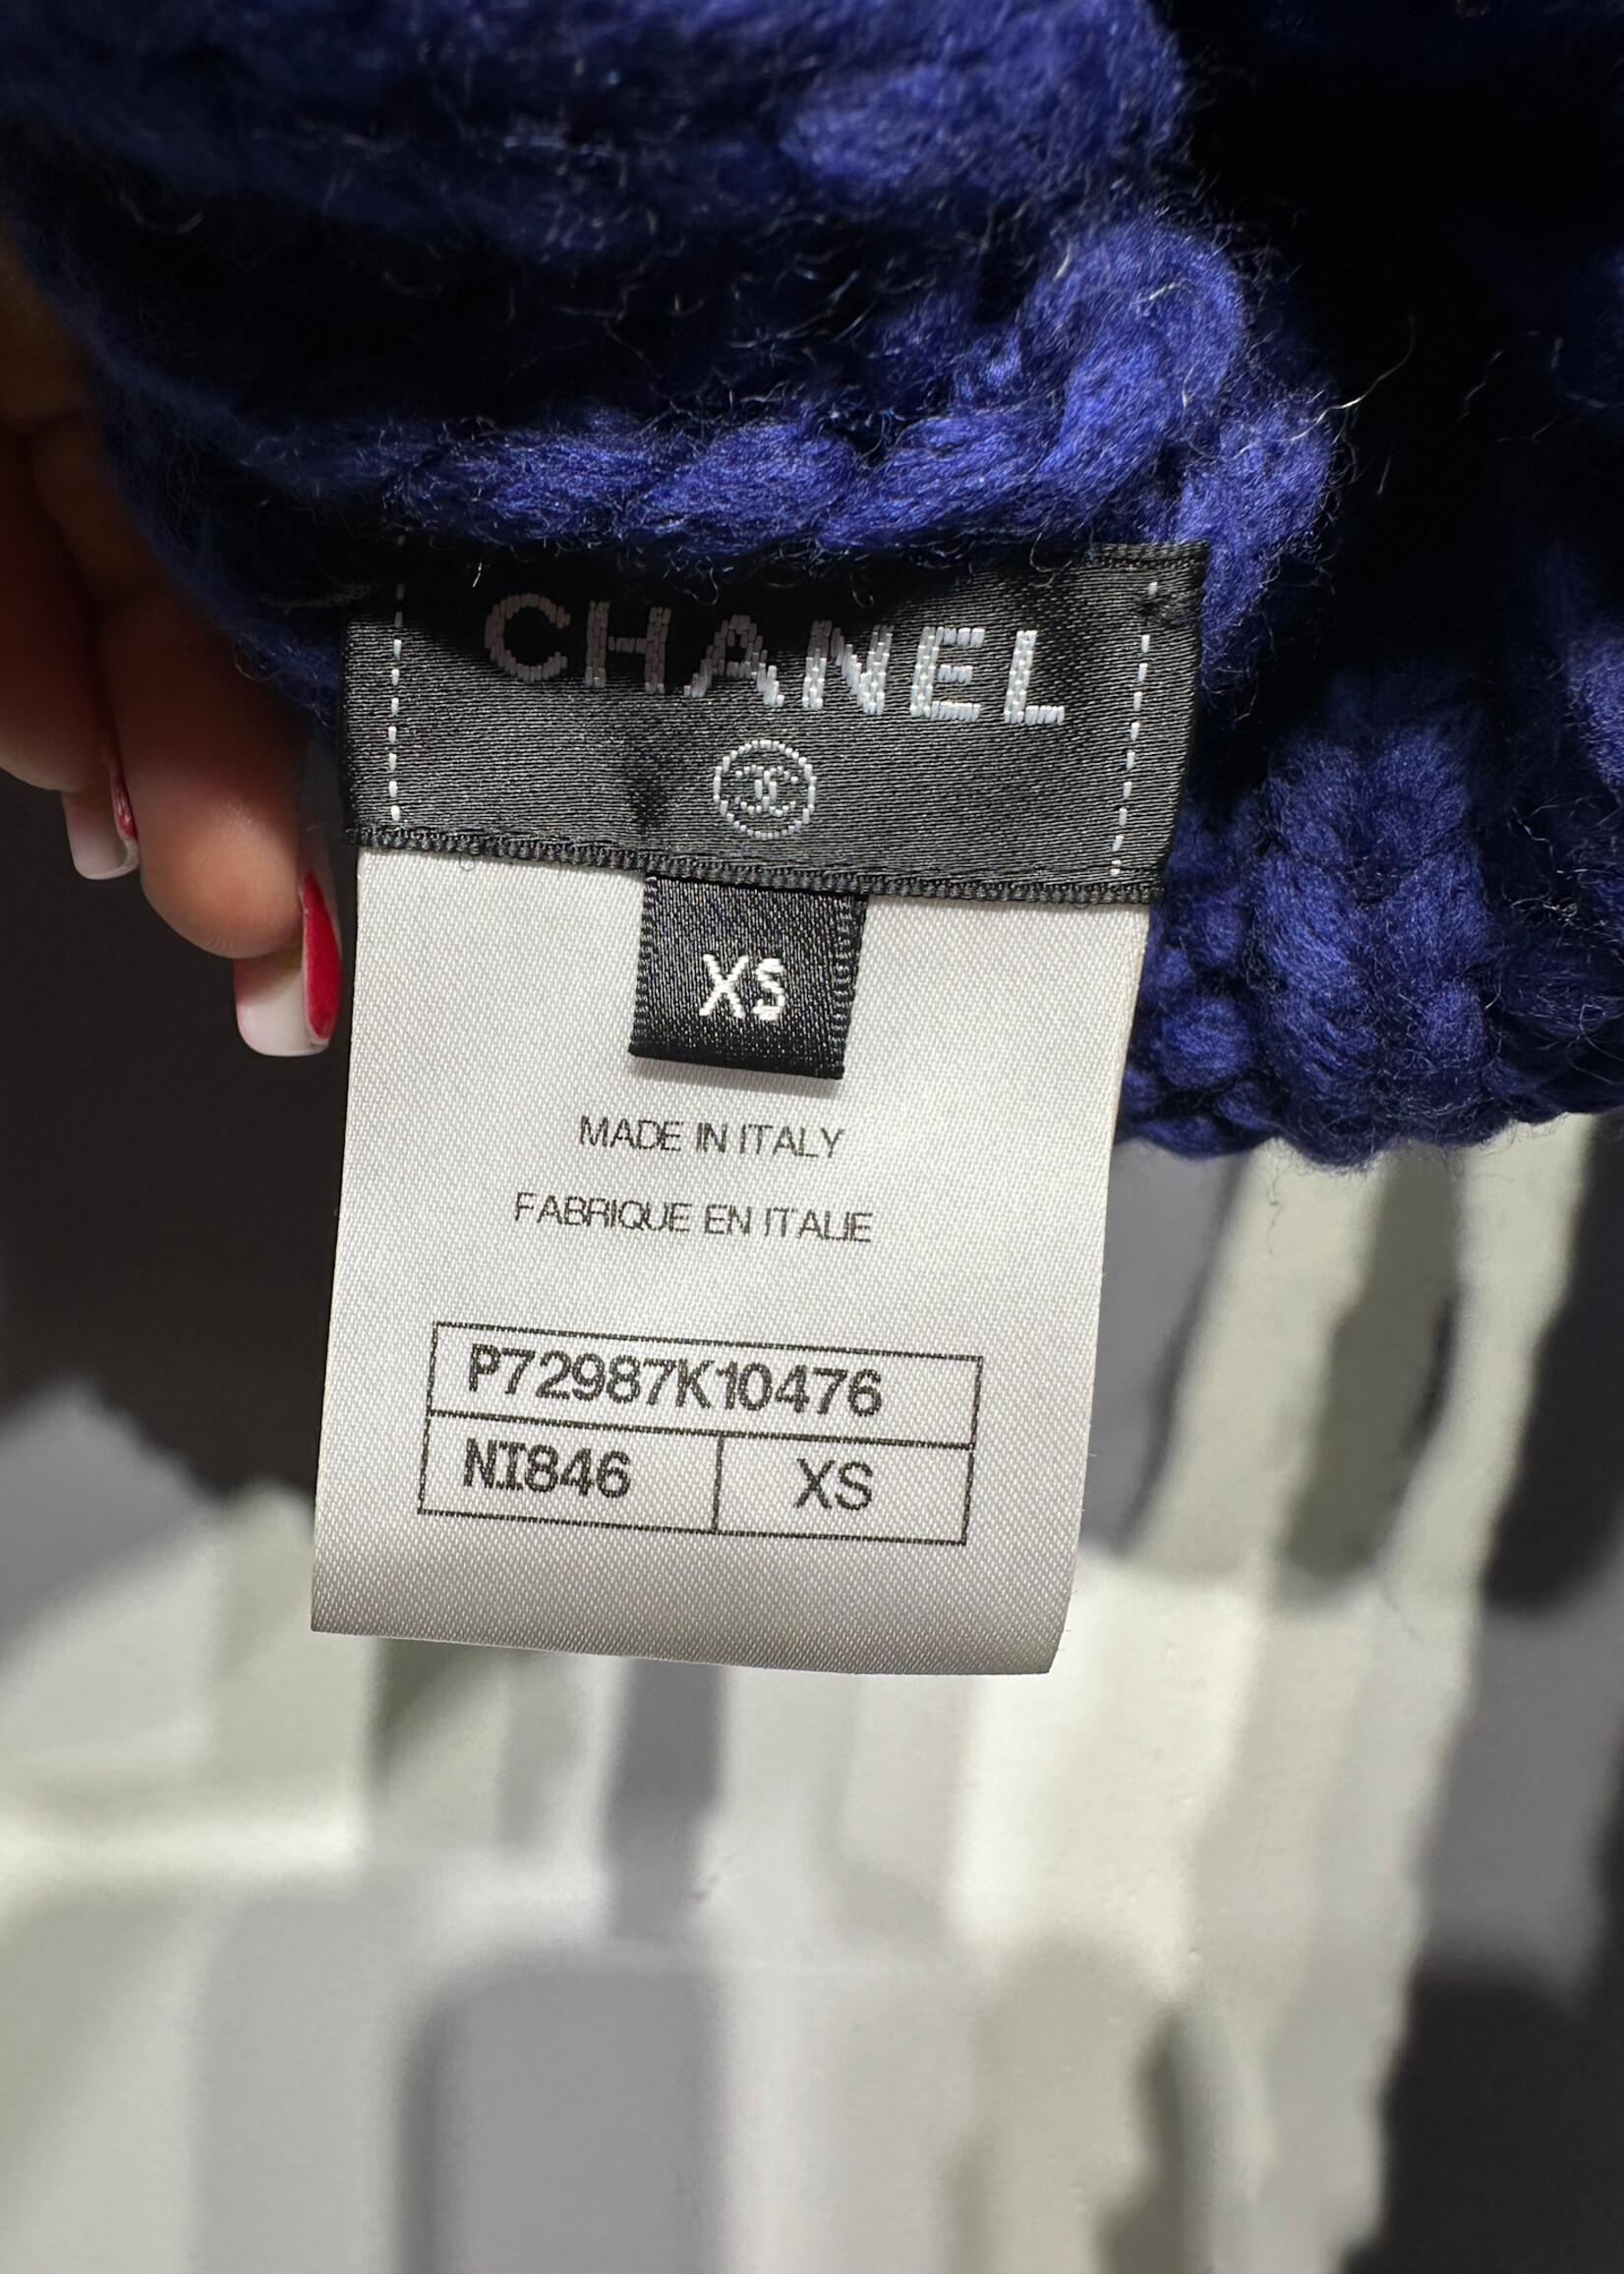 CHANEL
XS
MADE IN ITALY
FABRIQUE EN ITALIE
P72987K10476
NI846 XS